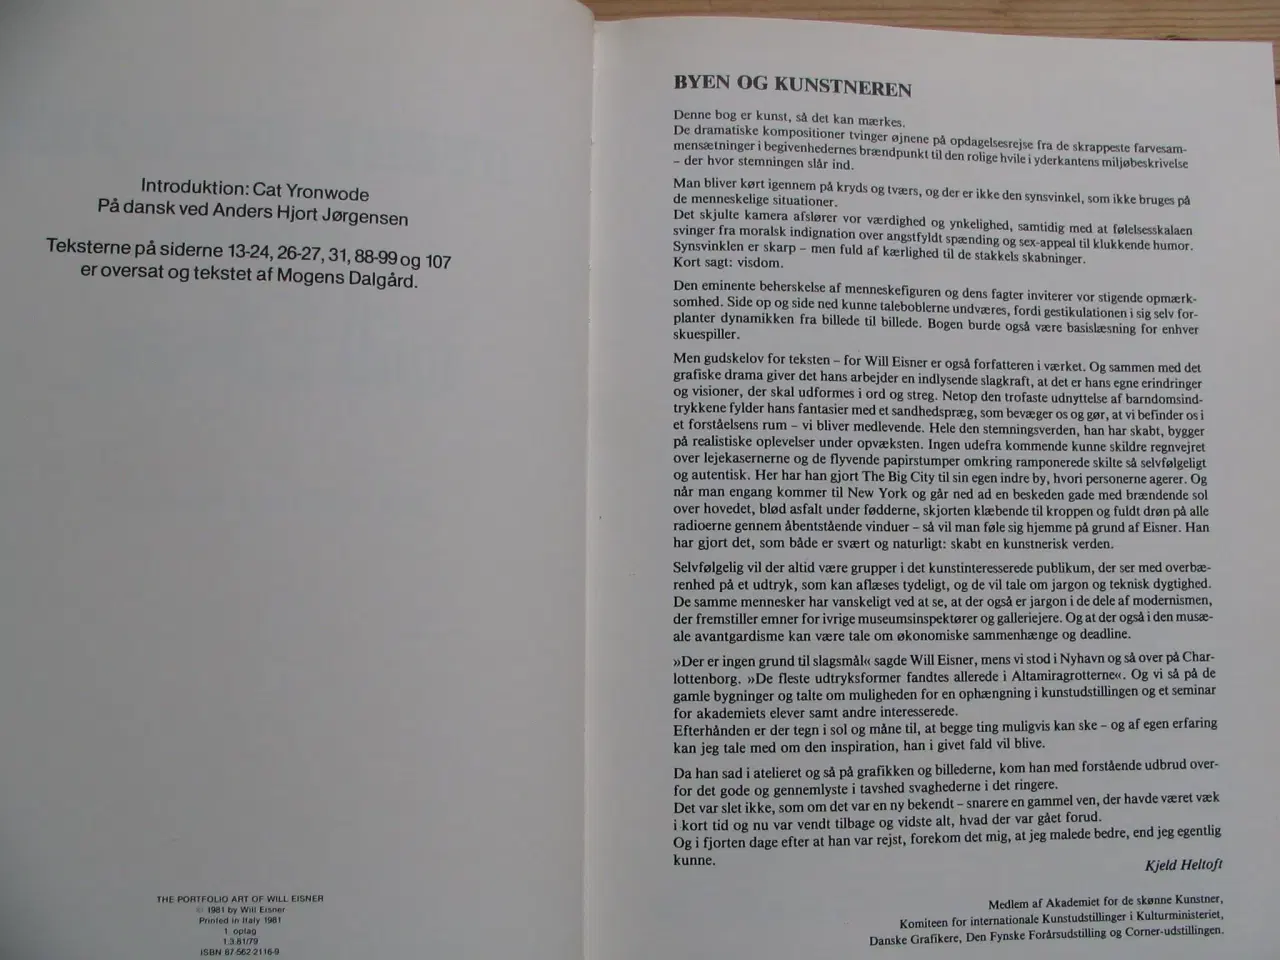 Introduktion: Cat Yronwode
På dansk ved Anders Hjort Jørgensen
Teksterne på siderne 13-24, 26-27, 31, 88-99 og 107
er oversat og tekstet af Mogens Dalgård.
THE PORTFOLIO ART OF WILL EISNER
© 1981 by Will Eisner
Printed in Italy 1981
1. oplag
1.3.81/79
ISBN 87-562-2116-9
BYEN OG KUNSTNEREN
Denne bog er kunst, så det kan mærkes.
De dramatiske kompositioner tvinger øjnene på opdagelsesrejse fra de skrappeste farvesam-
mensætninger i begivenhedernes brændpunkt til den rolige hvile i yderkantens miljøbeskrivelse
– der hvor stemningen slår ind.
Man bliver kørt igennem på kryds og tværs, og der er ikke den synsvinkel, som ikke bruges på
de menneskelige situationer.
Det skjulte kamera afslører vor værdighed og ynkelighed, samtidig med at følelsesskalaen
svinger fra moralsk indignation over angstfyldt spænding og sex-appeal til klukkende humor.
Synsvinklen er skarp – men fuld af kærlighed til de stakkels skabninger.
Kort sagt: visdom.
Den eminente beherskelse af menneskefiguren og dens fagter inviterer vor stigende opmærk-
somhed. Side op og side ned kunne taleboblerne undværes, fordi gestikulationen i sig selv for-
planter dynamikken fra billede til billede. Bogen burde også være basislæsning for enhver
skuespiller.
Men gudskelov for teksten – for Will Eisner er også forfatteren i værket. Og sammen med det
grafiske drama giver det hans arbejder en indlysende slagkraft, at det er hans egne erindringer
og visioner, der skal udformes i ord og streg. Netop den trofaste udnyttelse af barndomsind-
trykkene fylder hans fantasier med et sandhedspræg, som bevæger os og gør, at vi befinder os i
et forståelsens rum – vi bliver medlevende. Hele den stemningsverden, han har skabt, bygger
på realistiske oplevelser under opvæksten. Ingen udefra kommende kunne skildre regnvejret
over lejekasernerne og de flyvende papirstumper omkring ramponerede skilte så selvfølgeligt
og autentisk. Her har han gjort The Big City til sin egen indre by, hvori personerne agerer. Og
når man engang kommer til New York og går ned ad en beskeden gade med brændende sol
over hovedet, blød asfalt under fødderne, skjorten klæbende til kroppen og fuldt drøn på alle
radioerne gennem åbentstående vinduer – så vil man føle sig hjemme på grund af Eisner. Han
har gjort det, som både er svært og naturligt: skabt en kunstnerisk verden.
Selvfølgelig vil der altid være grupper i det kunstinteresserede publikum, der ser med overbæ-
renhed på et udtryk, som kan aflæses tydeligt, og de vil tale om jargon og teknisk dygtighed.
De samme mennesker har vanskeligt ved at se, at der også er jargon i de dele af modernismen,
der fremstiller emner for ivrige museumsinspektører og galleriejere. Og at der også i den musæ-
ale avantgardisme kan være tale om økonomiske sammenhænge og deadline.
»Der er ingen grund til slagsmål« sagde Will Eisner, mens vi stod i Nyhavn og så over på Char-
lottenborg. »De fleste udtryksformer fandtes allerede i Altamiragrotterne«. Og vi så på de
gamle bygninger og talte om muligheden for en ophængning i kunstudstillingen og et seminar
for akademiets elever samt andre interesserede.
Efterhånden er der tegn i sol og måne til, at begge ting muligvis kan ske – og af egen erfaring
kan jeg tale med om den inspiration, han i givet fald vil blive.
Da han sad i atelieret og så på grafikken og billederne, kom han med forstående udbrud over-
for det gode og gennemlyste i tavshed svaghederne i det ringere.
Det var slet ikke, som om det var en ny bekendt – snarere en gammel ven, der havde været væk
i kort tid og nu var vendt tilbage og vidste alt, hvad der var gået forud.
Og i fjorten dage efter at han var rejst, forekom det mig, at jeg malede bedre, end jeg egentlig
kunne.
Kjeld Heltoft
Medlem af Akademiet for de skønne Kunstner,
Komiteen for internationale Kunstudstillinger i Kulturministeriet,
Danske Grafikere, Den Fynske Forårsudstilling og Corner-udstillingen.